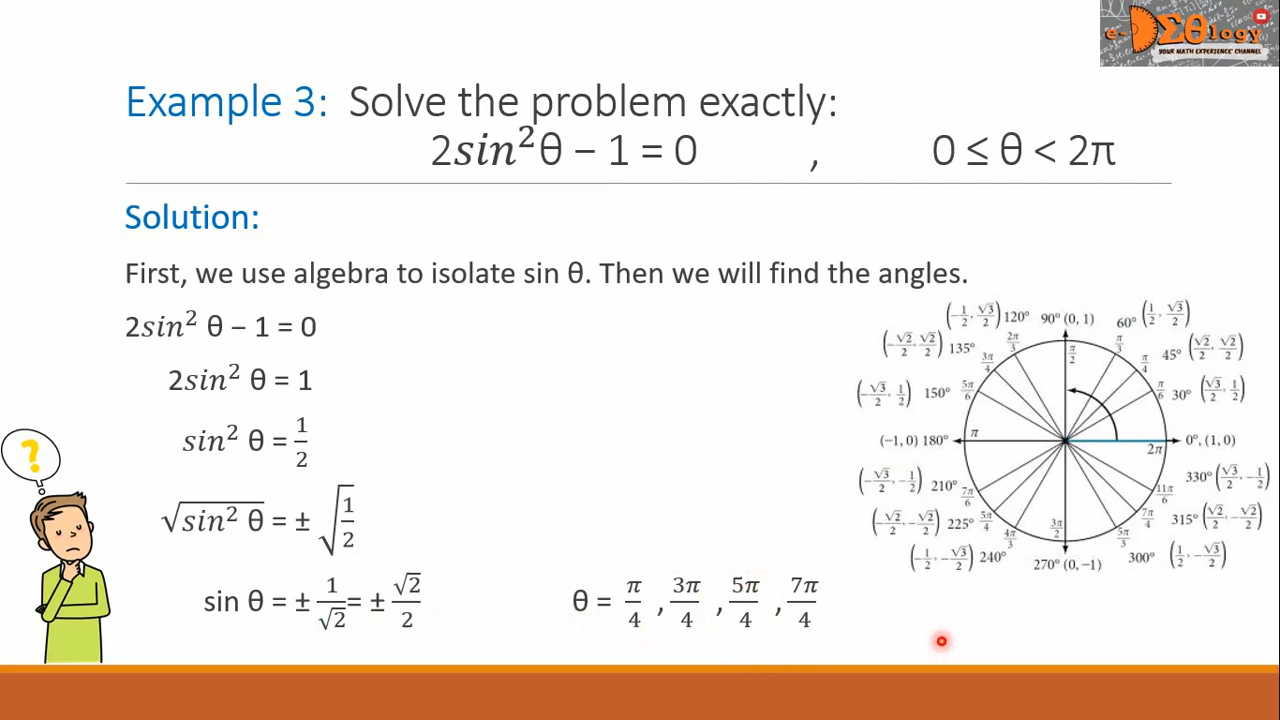 e-DΣθlogy
YOUR MATH EXPERIENCE CHANNEL
Example 3: Solve the problem exactly:
2sin²θ − 1 = 0 , 0 ≤ θ < 2π
Solution:
First, we use algebra to isolate sin θ. Then we will find the angles.
2sin² θ − 1 = 0
2sin² θ = 1
sin² θ = 1/2
√(sin² θ) = ± √(1/2)
sin θ = ± 1/√2 = ± √2/2
θ = π/4 , 3π/4 , 5π/4 , 7π/4
?
(−1/2, √3/2) 120° 2π/3
90° (0, 1) π/2
60° (1/2, √3/2) π/3
(−√2/2, √2/2) 135° 3π/4
45° (√2/2, √2/2) π/4
(−√3/2, 1/2) 150° 5π/6
30° (√3/2, 1/2) π/6
(−1, 0) 180° π
0°, (1, 0) 2π
(−√3/2, −1/2) 210° 7π/6
330° (√3/2, −1/2) 11π/6
(−√2/2, −√2/2) 225° 5π/4
315° (√2/2, −√2/2) 7π/4
(−1/2, −√3/2) 240° 4π/3
270° (0, −1) 3π/2
300° (1/2, −√3/2) 5π/3